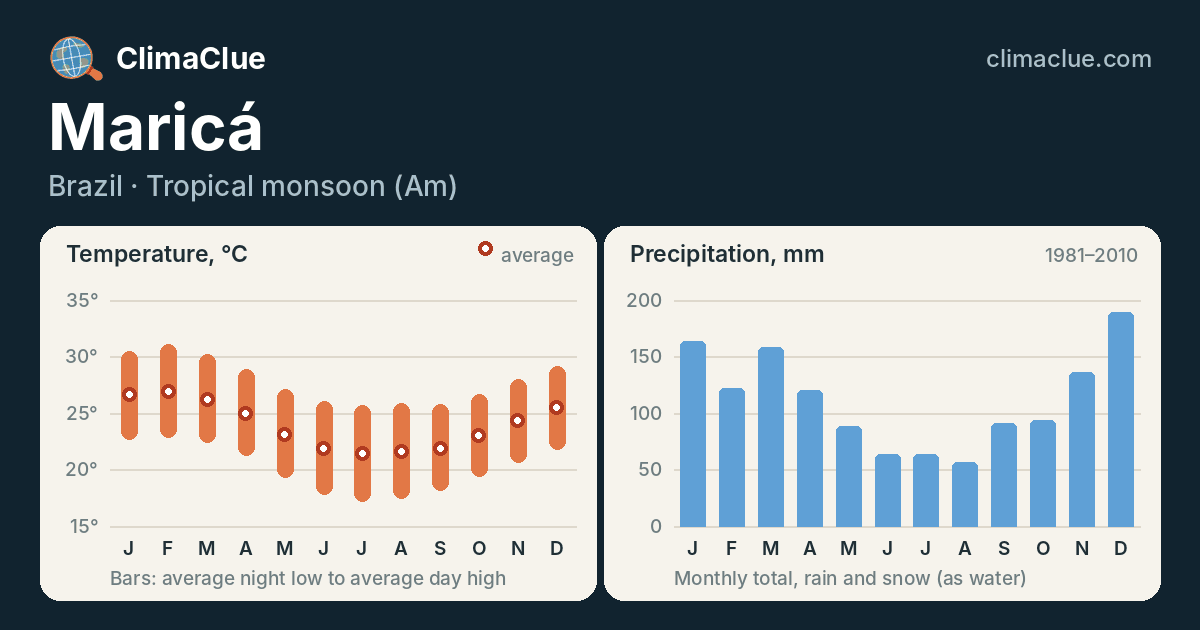 ClimaClue
climaclue.com
Maricá
Brazil · Tropical monsoon (Am)
Temperature, °C
average
35°
30°
25°
20°
15°
J F M A M J J A S O N D
Bars: average night low to average day high
Precipitation, mm
1981–2010
200
150
100
50
0
J F M A M J J A S O N D
Monthly total, rain and snow (as water)